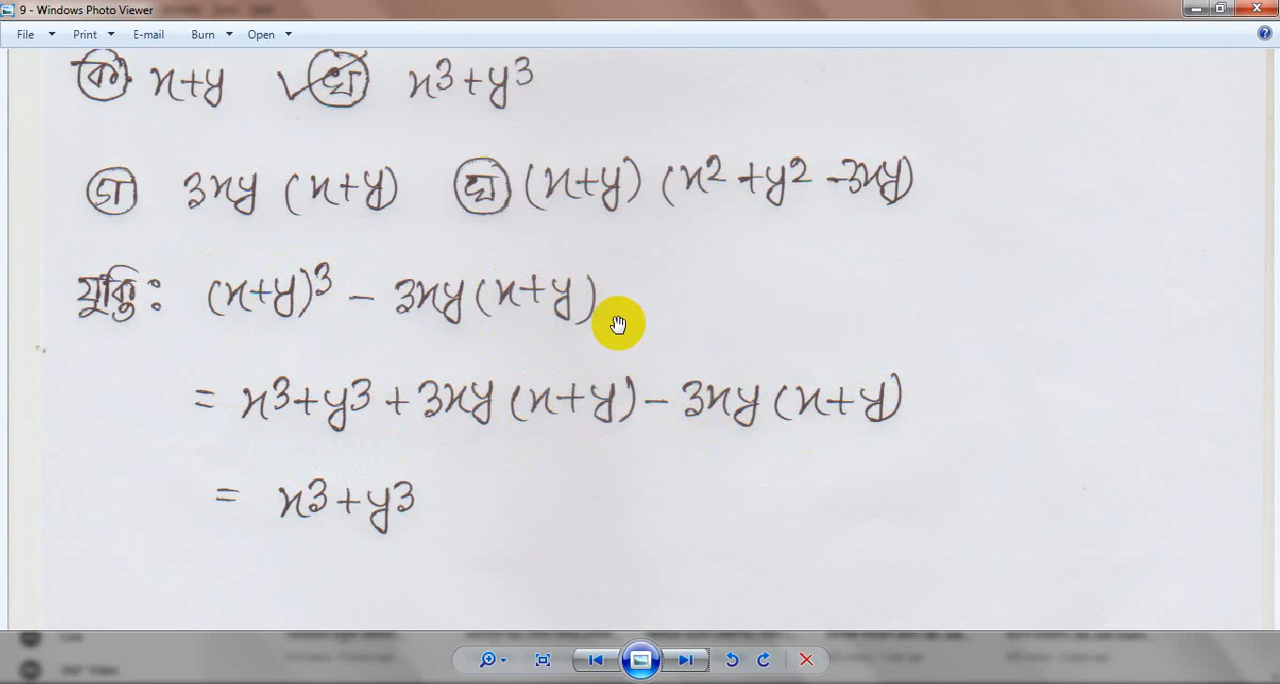 9 - Windows Photo Viewer
File Print E-mail Burn Open
ক x+y ✓ খ x³+y³
গ 3xy (x+y) ঘ (x+y) (x²+y²-3xy)
যুক্তি: (x+y)³ - 3xy (x+y)
= x³+y³+3xy (x+y) - 3xy (x+y)
= x³+y³